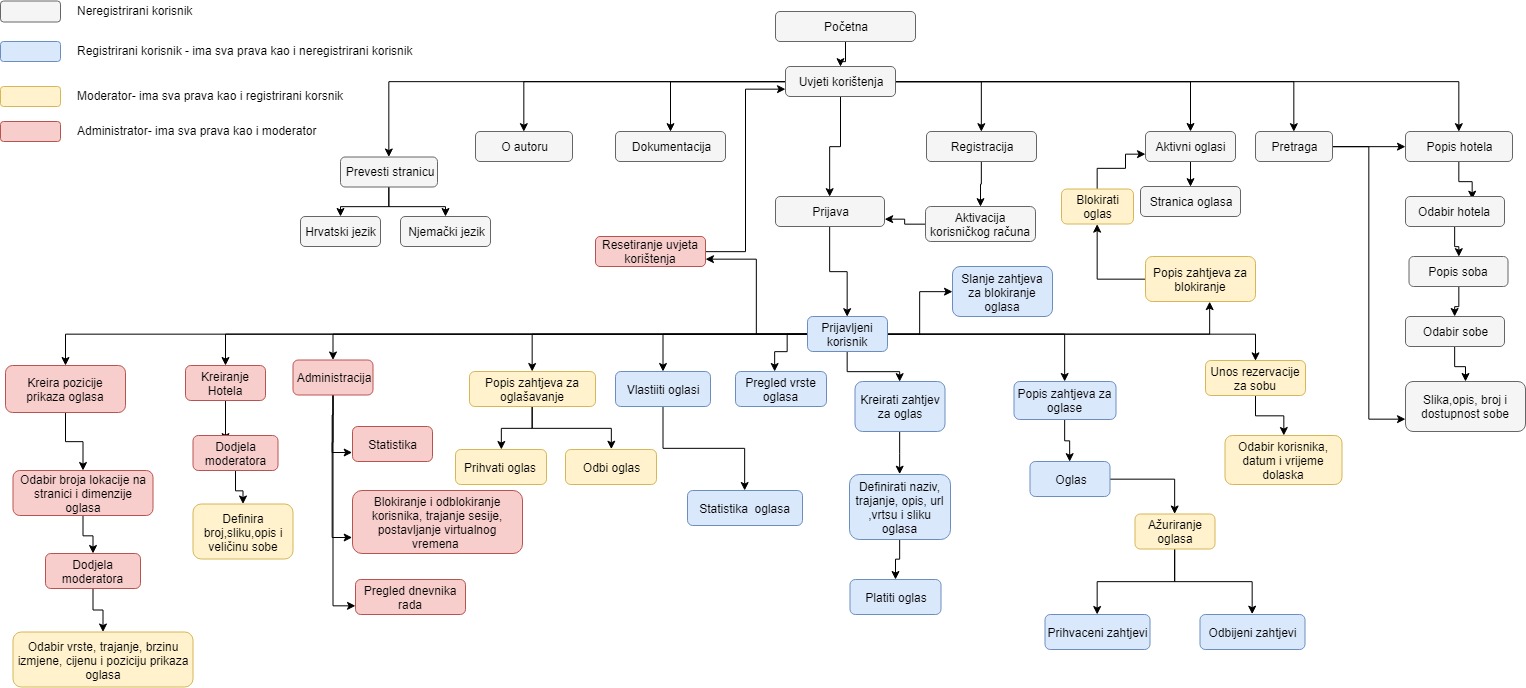 Neregistrirani korisnik
Registrirani korisnik - ima sva prava kao i neregistrirani korisnik
Moderator- ima sva prava kao i registrirani korsnik
Administrator- ima sva prava kao i moderator
Početna
Uvjeti korištenja
Prevesti stranicu
Hrvatski jezik
Njemački jezik
O autoru
Dokumentacija
Registracija
Aktivacija
korisničkog računa
Prijava
Aktivni oglasi
Stranica oglasa
Blokirati
oglas
Popis zahtjeva za
blokiranje
Pretraga
Popis hotela
Odabir hotela
Popis soba
Odabir sobe
Slika,opis, broj i
dostupnost sobe
Resetiranje uvjeta
korištenja
Slanje zahtjeva
za blokiranje
oglasa
Prijavljeni
korisnik
Kreira pozicije
prikaza oglasa
Odabir broja lokacije na
stranici i dimenzije
oglasa
Dodjela
moderatora
Odabir vrste, trajanje, brzinu
izmjene, cijenu i poziciju prikaza
oglasa
Kreiranje
Hotela
Dodjela
moderatora
Definira
broj,sliku,opis i
veličinu sobe
Administracija
Statistika
Blokiranje i odblokiranje
korisnika, trajanje sesije,
postavljanje virtualnog
vremena
Pregled dnevnika
rada
Popis zahtjeva za
oglašavanje
Prihvati oglas
Odbi oglas
Vlastiiti oglasi
Statistika oglasa
Pregled vrste
oglasa
Kreirati zahtjev
za oglas
Definirati naziv,
trajanje, opis, url
,vrtsu i sliku
oglasa
Platiti oglas
Popis zahtjeva za
oglase
Oglas
Ažuriranje
oglasa
Prihvaceni zahtjevi
Odbijeni zahtjevi
Unos rezervacije
za sobu
Odabir korisnika,
datum i vrijeme
dolaska